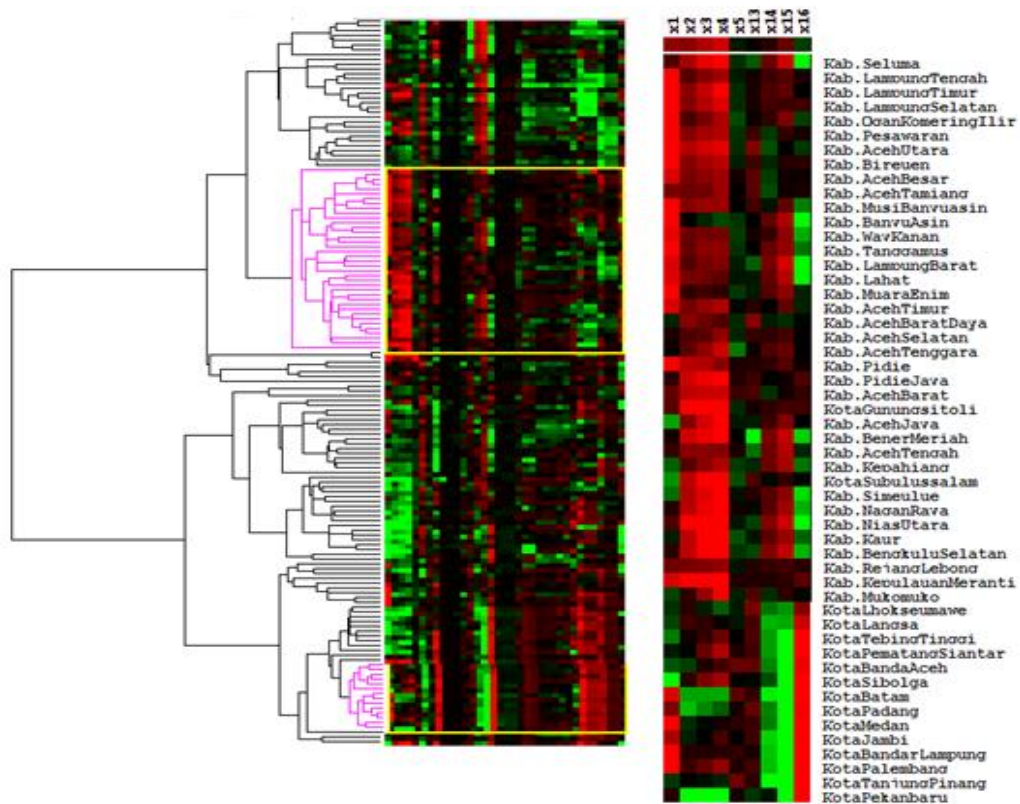 x1
x2
x3
x4
x5
x13
x14
x15
x16
Kab.Seluma
Kab.LampungTengah
Kab.LampungTimur
Kab.LampungSelatan
Kab.OganKomeringIlir
Kab.Pesawaran
Kab.AcehUtara
Kab.Bireuen
Kab.AcehBesar
Kab.AcehTamiang
Kab.MusiBanyuasin
Kab.BanyuAsin
Kab.WayKanan
Kab.Tanggamus
Kab.LampungBarat
Kab.Lahat
Kab.MuaraEnim
Kab.AcehTimur
Kab.AcehBaratDaya
Kab.AcehSelatan
Kab.AcehTenggara
Kab.Pidie
Kab.PidieJaya
Kab.AcehBarat
KotaGunungsitoli
Kab.AcehJaya
Kab.BenerMeriah
Kab.AcehTengah
Kab.Kepahiang
KotaSubulussalam
Kab.Simeulue
Kab.NaganRaya
Kab.NiasUtara
Kab.Kaur
Kab.BengkuluSelatan
Kab.RejangLebong
Kab.KepulauanMeranti
Kab.Mukomuko
KotaLhokseumawe
KotaLangsa
KotaTebingTinggi
KotaPematangSiantar
KotaBandaAceh
KotaSibolga
KotaBatam
KotaPadang
KotaMedan
KotaJambi
KotaBandarLampung
KotaPalembang
KotaTanjungPinang
KotaPekanbaru